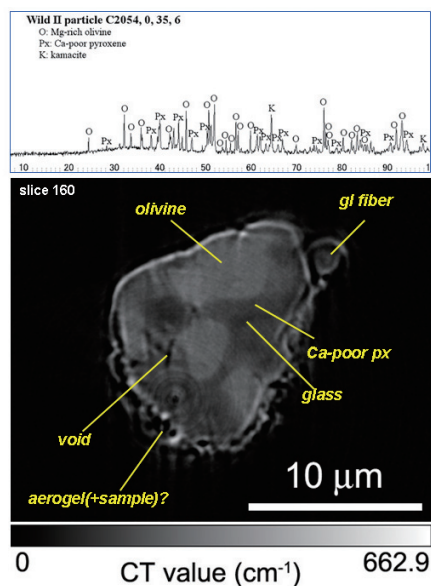 Wild II particle C2054, 0, 35, 6
O: Mg-rich olivine
Px: Ca-poor pyroxene
K: kamacite
O Px O O O Px Px O Px O Px O O O O O O O O K Px Px Px Px O Px O O Px O O O Px Px O O K
10 20 30 40 50 60 70 80 90
slice 160
gl fiber
olivine
Ca-poor px
glass
void
aerogel(+sample)?
10 μm
0 662.9
CT value (cm⁻¹)